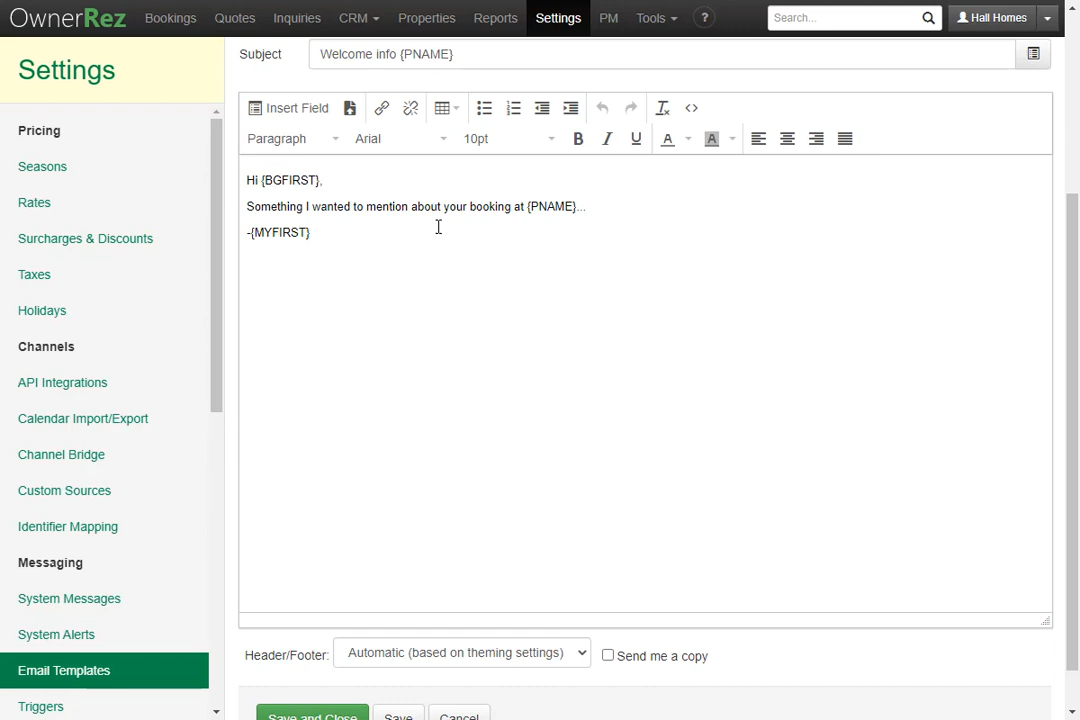 OwnerRez Bookings Quotes Inquiries CRM Properties Reports Settings PM Tools ? Search... Hall Homes
Settings
Pricing
Seasons
Rates
Surcharges & Discounts
Taxes
Holidays
Channels
API Integrations
Calendar Import/Export
Channel Bridge
Custom Sources
Identifier Mapping
Messaging
System Messages
System Alerts
Email Templates
Triggers
Subject Welcome info {PNAME}
Insert Field
Paragraph Arial 10pt B I U A A
Hi {BGFIRST},
Something I wanted to mention about your booking at {PNAME}...
-{MYFIRST}
Header/Footer: Automatic (based on theming settings) Send me a copy
Save and Close Save Cancel